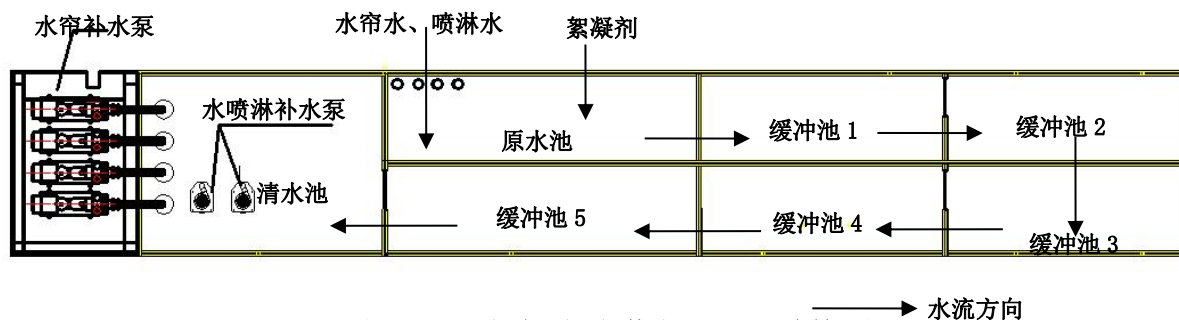 水帘补水泵
水帘水、喷淋水
絮凝剂
水喷淋补水泵
原水池
缓冲池 1
缓冲池 2
清水池
缓冲池 5
缓冲池 4
缓冲池 3
水流方向